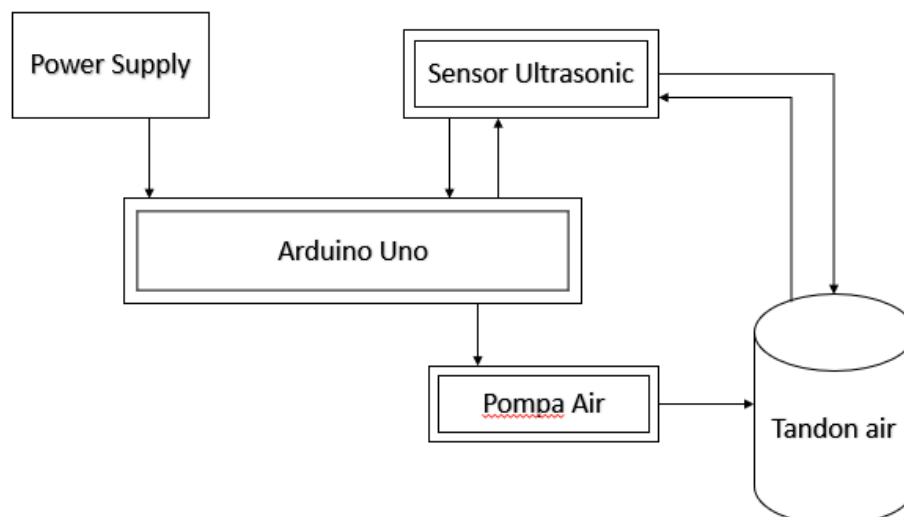 Power Supply
Sensor Ultrasonic
Arduino Uno
Pompa Air
Tandon air